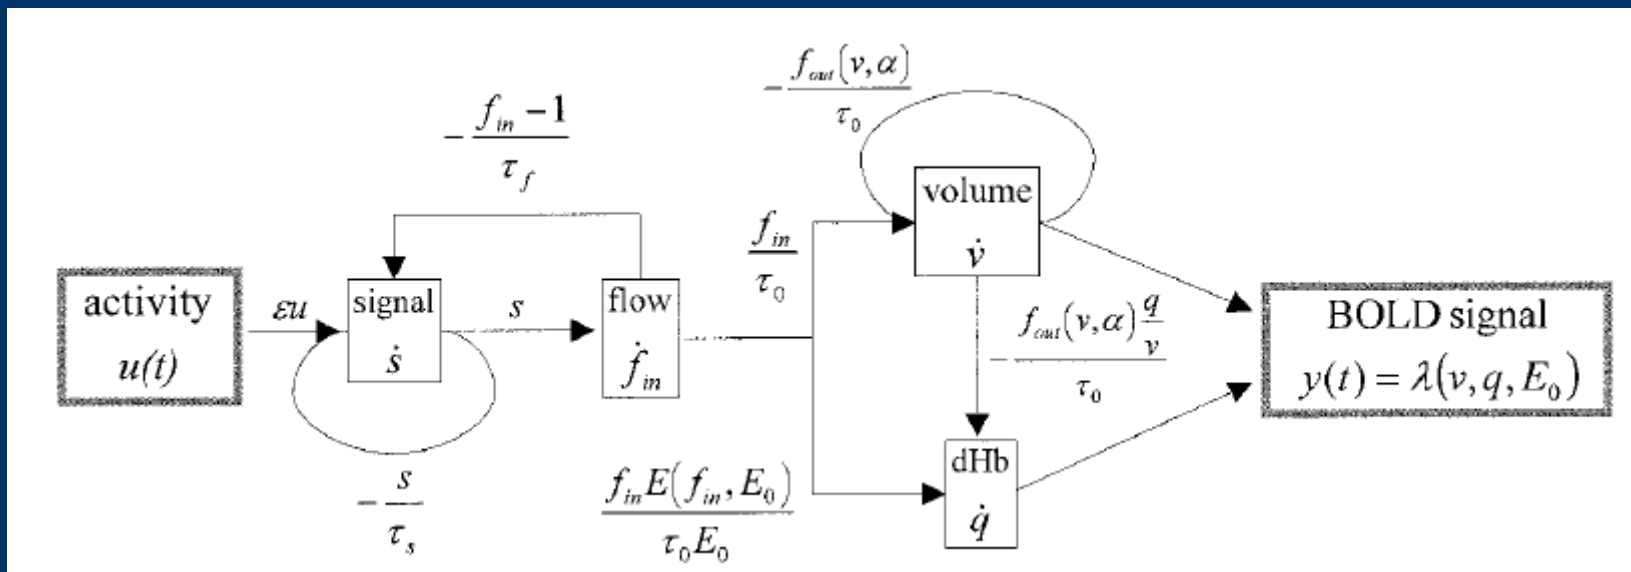 activity
u(t)
εu
signal
ṡ
-s/τ_s
-(f_in − 1)/τ_f
s
flow
ḟ_in
f_in/τ_0
f_in E(f_in, E_0)/τ_0 E_0
-f_out(v, α)/τ_0
volume
v̇
-f_out(v, α) q/v / τ_0
dHb
q̇
BOLD signal
y(t) = λ(v, q, E_0)